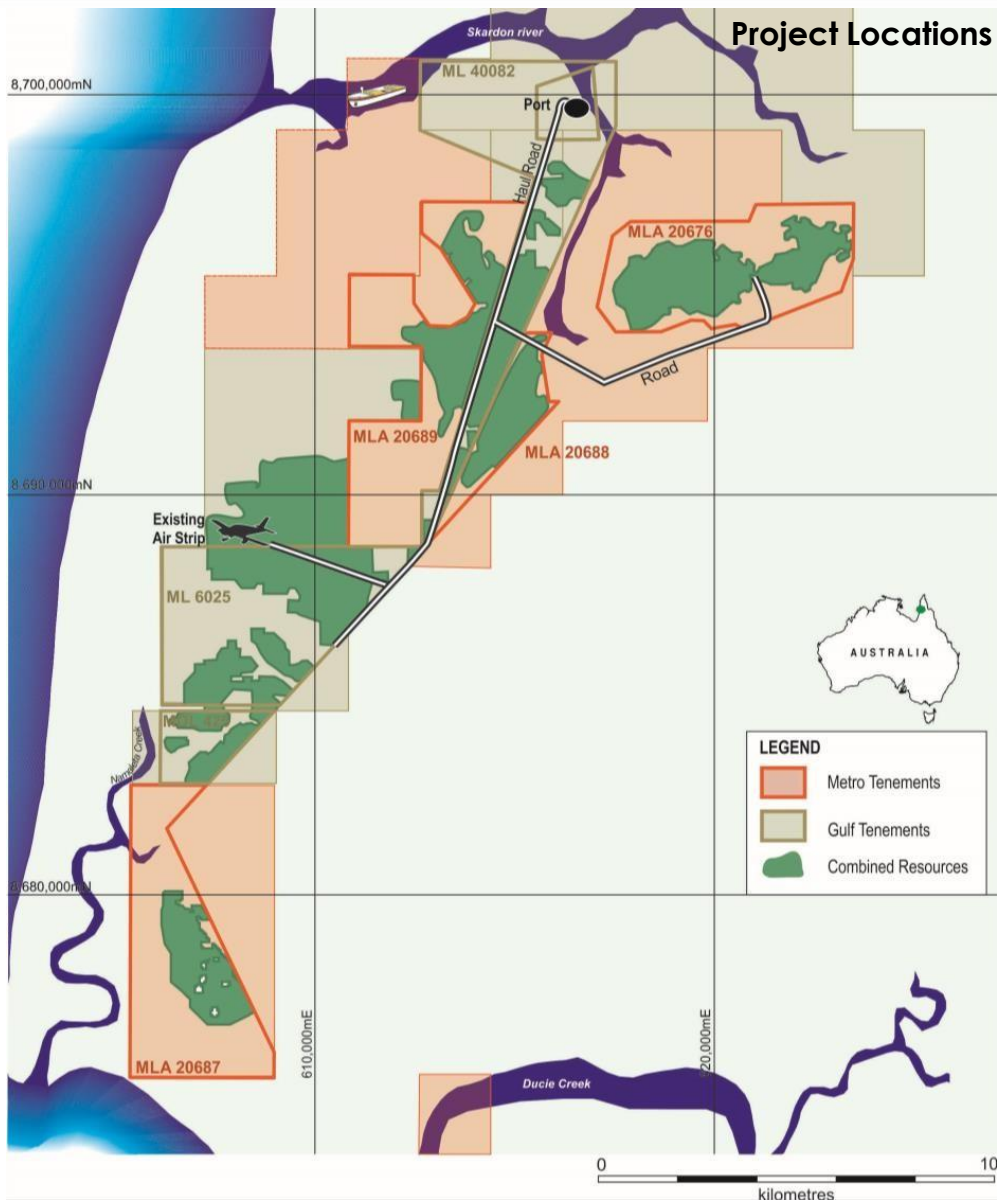 Project Locations
Skardon river
8,700,000mN
ML 40082
Port
Haul Road
MLA 20676
Road
MLA 20689
MLA 20688
8 690 000mN
Existing
Air Strip
ML 6025
AUSTRALIA
Namaleta Creek
LEGEND
Metro Tenements
Gulf Tenements
Combined Resources
8,680,000mN
610,000mE
620,000mE
MLA 20687
Ducie Creek
0
10
kilometres